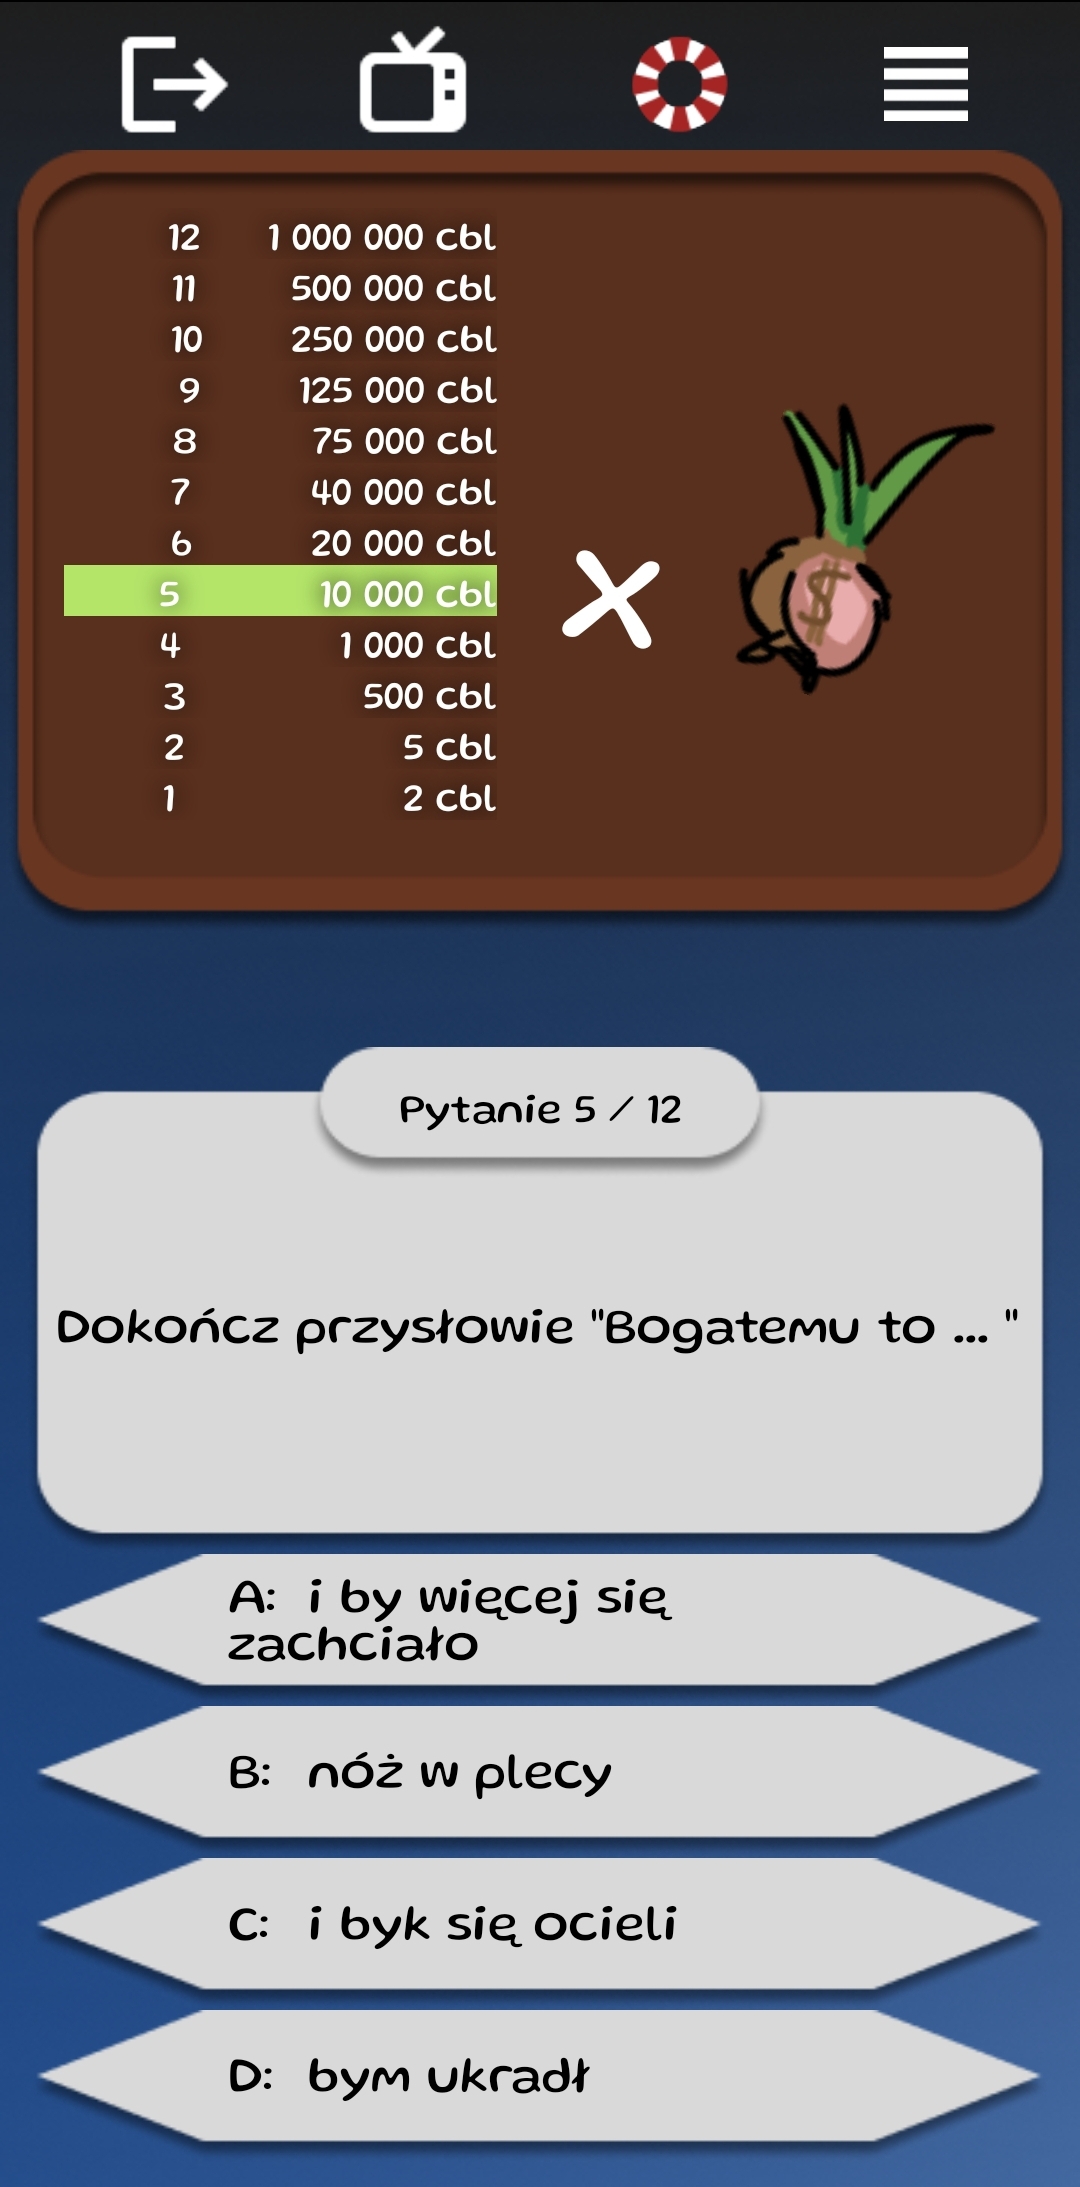 12 1 000 000 cbl
11 500 000 cbl
10 250 000 cbl
9 125 000 cbl
8 75 000 cbl
7 40 000 cbl
6 20 000 cbl
5 10 000 cbl
4 1 000 cbl
3 500 cbl
2 5 cbl
1 2 cbl
$
Pytanie 5 / 12
Dokończ przysłowie "Bogatemu to ... "
A: i by więcej się
zachciało
B: nóż w plecy
C: i byk się ocieli
D: bym ukradł